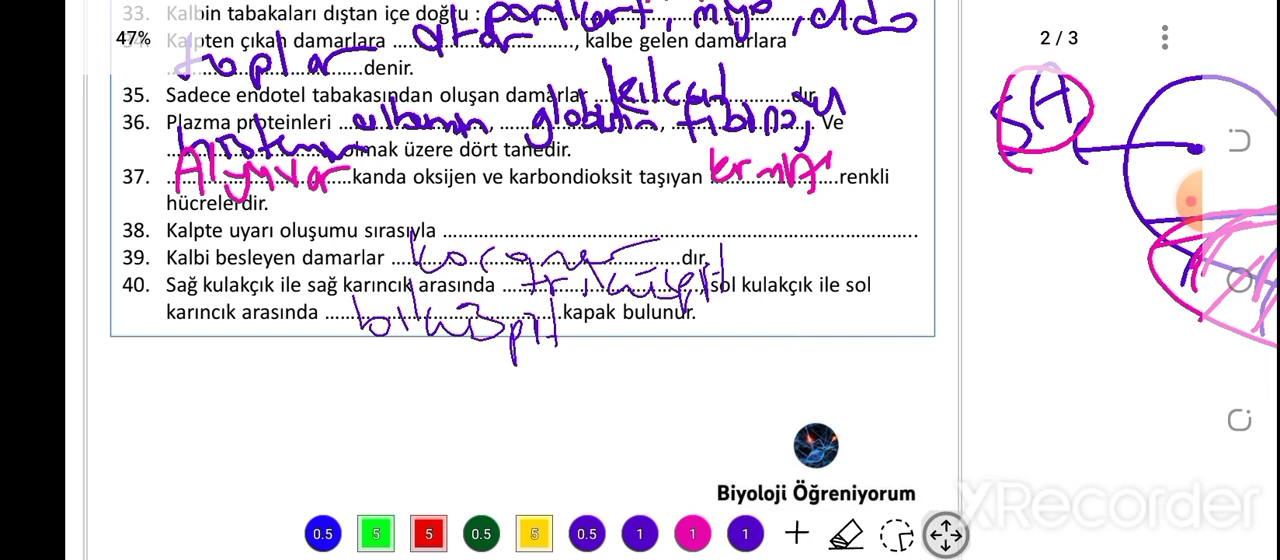 33. Kalbin tabakaları dıştan içe doğru : perikart, miyo, endo
47%
34. Kalpten çıkan damarlara atar, kalbe gelen damarlara
toplar denir.
2 / 3
35. Sadece endotel tabakasından oluşan damarlar kılcal dır.
36. Plazma proteinleri albumin, globulin, fibinojen Ve
olmak üzere dört tanedir.
37. Alyuvar kanda oksijen ve karbondioksit taşıyan kırmızı renkli
hücrelerdir.
38. Kalpte uyarı oluşumu sırasıyla ........................................
39. Kalbi besleyen damarlar koroner dır.
40. Sağ kulakçık ile sağ karıncık arasında triküspit, sol kulakçık ile sol
karıncık arasında biküspit kapak bulunur.
SA
Biyoloji Öğreniyorum
XRecorder
0.5 5 5 0.5 5 0.5 1 1 1